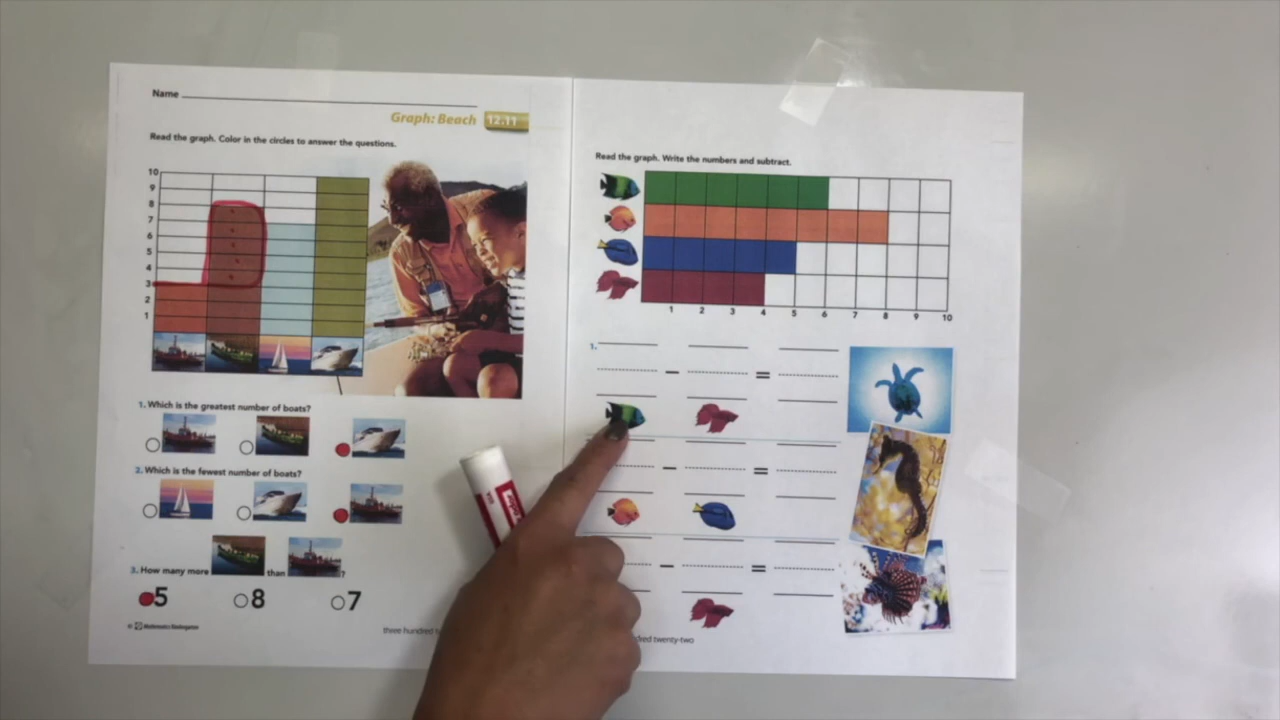 Name
Graph: Beach 12.11
Read the graph. Color in the circles to answer the questions.
10
9
8
7
6
5
4
3
2
1
1. Which is the greatest number of boats?
2. Which is the fewest number of boats?
3. How many more than ?
5 8 7
Mathematics Kindergarten
three hundred
Read the graph. Write the numbers and subtract.
1 2 3 4 5 6 7 8 9 10
1.
− =
− =
− =
twenty-two